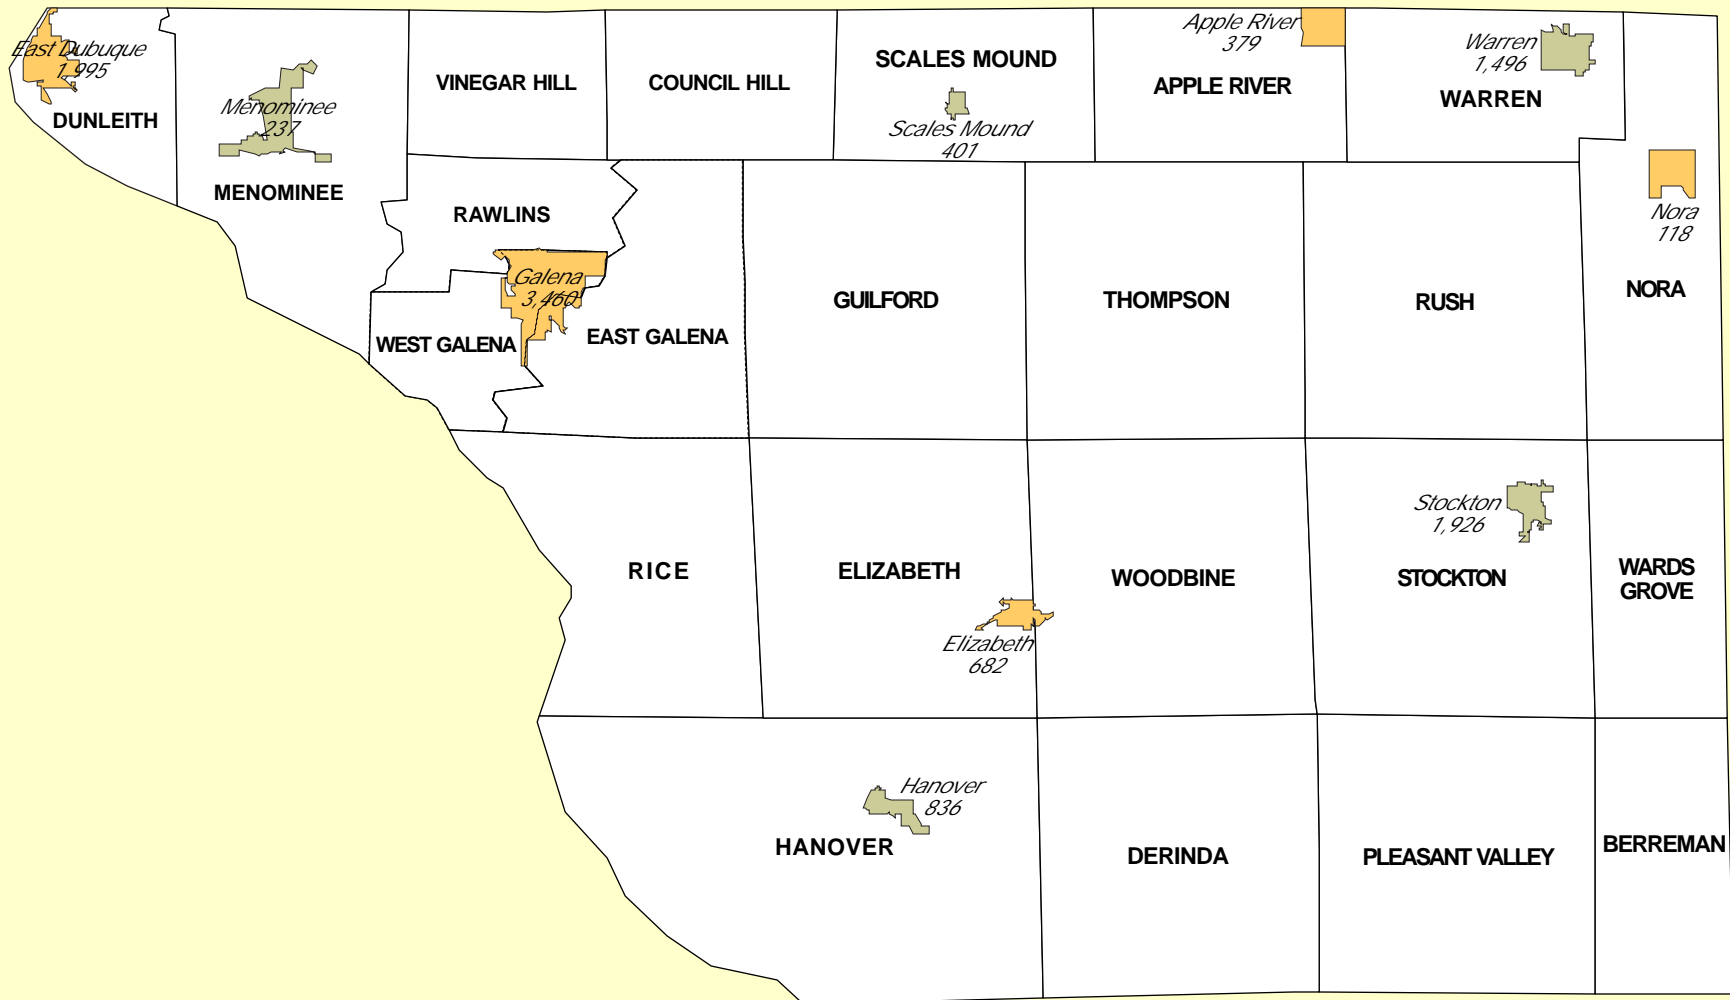 East Dubuque
1,995
DUNLEITH
Menominee
237
MENOMINEE
VINEGAR HILL
COUNCIL HILL
SCALES MOUND
Scales Mound
401
Apple River
379
APPLE RIVER
Warren
1,496
WARREN
Nora
118
NORA
RAWLINS
Galena
3,460
WEST GALENA
EAST GALENA
GUILFORD
THOMPSON
RUSH
RICE
ELIZABETH
Elizabeth
682
WOODBINE
Stockton
1,926
STOCKTON
WARDS
GROVE
Hanover
836
HANOVER
DERINDA
PLEASANT VALLEY
BERREMAN